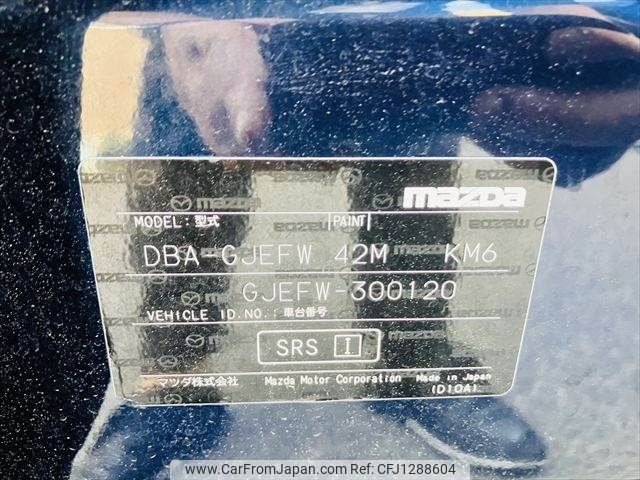 mazda
MODEL:型式 PAINT
DBA-GJEFW 42M KM6
GJEFW-300120
VEHICLE ID.NO.:車台番号
SRS I
マツダ株式会社 Mazda Motor Corporation Made in Japan
(D10A)
www.CarFromJapan.com | CFJ1288604